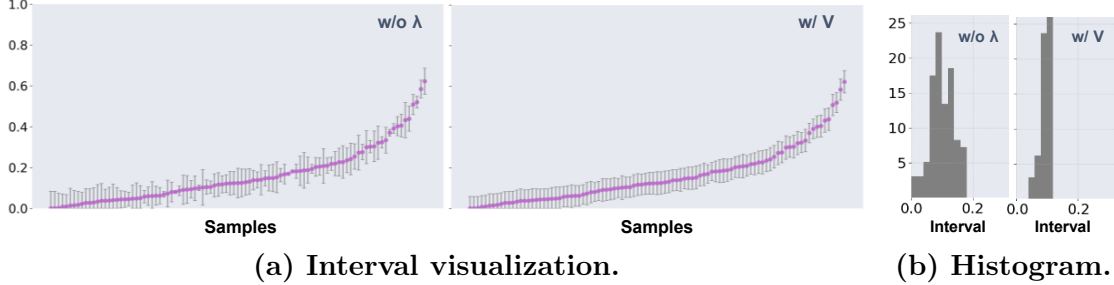 1.0
0.8
0.6
0.4
0.2
0.0
w/o λ
w/ V
Samples
Samples
(a) Interval visualization.
25
20
15
10
5
w/o λ
w/ V
0.0 0.2
0.0 0.2
Interval
Interval
(b) Histogram.